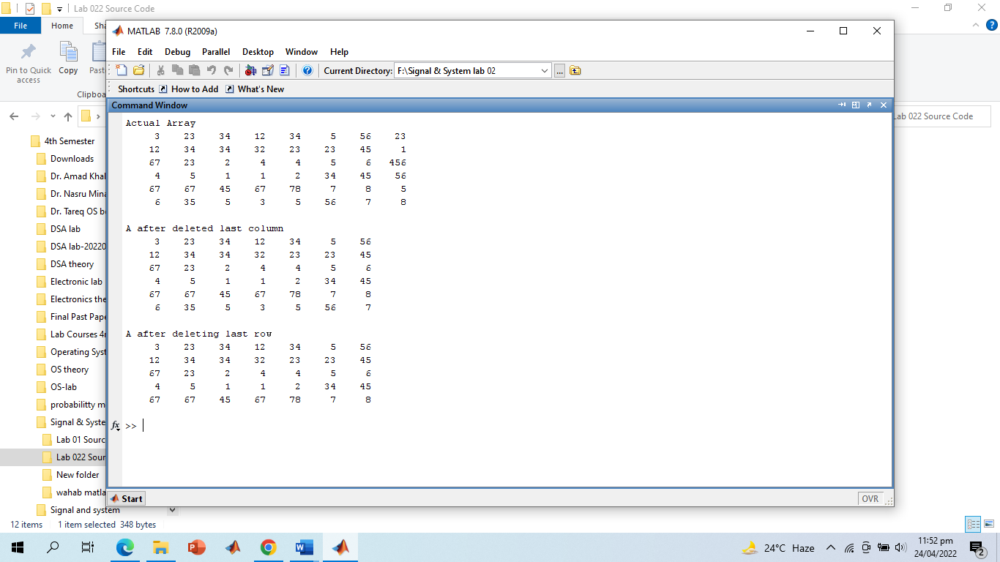 Lab 022 Source Code
File Home Sha
Pin to Quick access
Copy
Past
Clipboa
MATLAB 7.8.0 (R2009a)
File Edit Debug Parallel Desktop Window Help
Current Directory: F:\Signal & System lab 02 ...
Shortcuts How to Add What's New
Command Window
Lab 022 Source Code
Actual Array
3 23 34 12 34 5 56 23
12 34 34 32 23 23 45 1
67 23 2 4 4 5 6 456
4 5 1 1 2 34 45 56
67 67 45 67 78 7 8 5
6 35 5 3 5 56 7 8
A after deleted last column
3 23 34 12 34 5 56
12 34 34 32 23 23 45
67 23 2 4 4 5 6
4 5 1 1 2 34 45
67 67 45 67 78 7 8
6 35 5 3 5 56 7
A after deleting last row
3 23 34 12 34 5 56
12 34 34 32 23 23 45
67 23 2 4 4 5 6
4 5 1 1 2 34 45
67 67 45 67 78 7 8
fx >>
Start
OVR
4th Semester
Downloads
Dr. Amad Khal
Dr. Nasru Mina
Dr. Tareq OS b
DSA lab
DSA lab-20220
DSA theory
Electronic lab
Electronics the
Final Past Pape
Lab Courses 4
Operating Syst
OS theory
OS-lab
probabilitty m
Signal & Syste
Lab 01 Sourc
Lab 022 Sour
New folder
wahab matla
Signal and system
12 items 1 item selected 348 bytes
24°C Haze
11:52 pm
24/04/2022
2